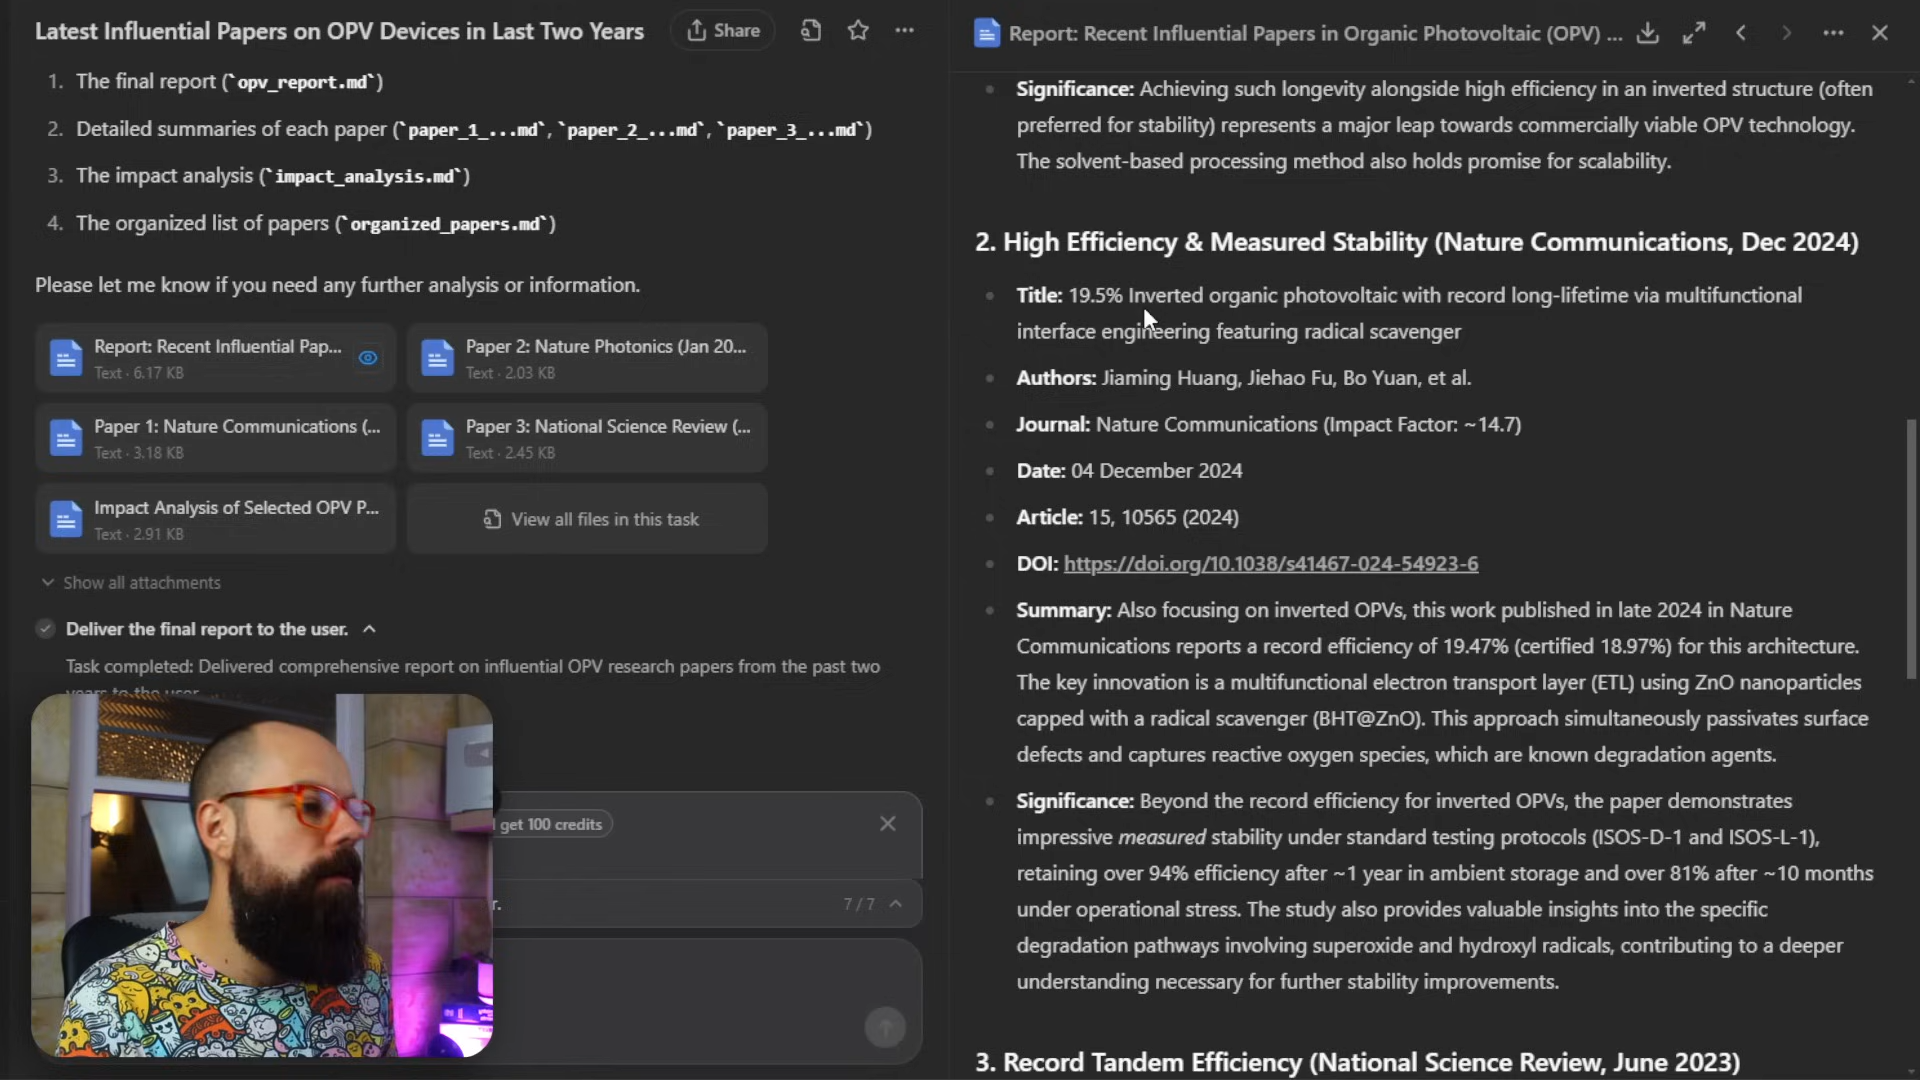 Latest Influential Papers on OPV Devices in Last Two Years
Share
1. The final report (`opv_report.md`)
2. Detailed summaries of each paper (`paper_1_...md`, `paper_2_...md`, `paper_3_...md`)
3. The impact analysis (`impact_analysis.md`)
4. The organized list of papers (`organized_papers.md`)
Please let me know if you need any further analysis or information.
Report: Recent Influential Pap...
Text · 6.17 KB
Paper 2: Nature Photonics (Jan 20...
Text · 2.03 KB
Paper 1: Nature Communications (...
Text · 3.18 KB
Paper 3: National Science Review (...
Text · 2.45 KB
Impact Analysis of Selected OPV P...
Text · 2.91 KB
View all files in this task
Show all attachments
Deliver the final report to the user.
Task completed: Delivered comprehensive report on influential OPV research papers from the past two
years to the user.
get 100 credits
r.
7 / 7
Report: Recent Influential Papers in Organic Photovoltaic (OPV) ...
Significance: Achieving such longevity alongside high efficiency in an inverted structure (often
preferred for stability) represents a major leap towards commercially viable OPV technology.
The solvent-based processing method also holds promise for scalability.
2. High Efficiency & Measured Stability (Nature Communications, Dec 2024)
Title: 19.5% Inverted organic photovoltaic with record long-lifetime via multifunctional
interface engineering featuring radical scavenger
Authors: Jiaming Huang, Jiehao Fu, Bo Yuan, et al.
Journal: Nature Communications (Impact Factor: ~14.7)
Date: 04 December 2024
Article: 15, 10565 (2024)
DOI: https://doi.org/10.1038/s41467-024-54923-6
Summary: Also focusing on inverted OPVs, this work published in late 2024 in Nature
Communications reports a record efficiency of 19.47% (certified 18.97%) for this architecture.
The key innovation is a multifunctional electron transport layer (ETL) using ZnO nanoparticles
capped with a radical scavenger (BHT@ZnO). This approach simultaneously passivates surface
defects and captures reactive oxygen species, which are known degradation agents.
Significance: Beyond the record efficiency for inverted OPVs, the paper demonstrates
impressive measured stability under standard testing protocols (ISOS-D-1 and ISOS-L-1),
retaining over 94% efficiency after ~1 year in ambient storage and over 81% after ~10 months
under operational stress. The study also provides valuable insights into the specific
degradation pathways involving superoxide and hydroxyl radicals, contributing to a deeper
understanding necessary for further stability improvements.
3. Record Tandem Efficiency (National Science Review, June 2023)